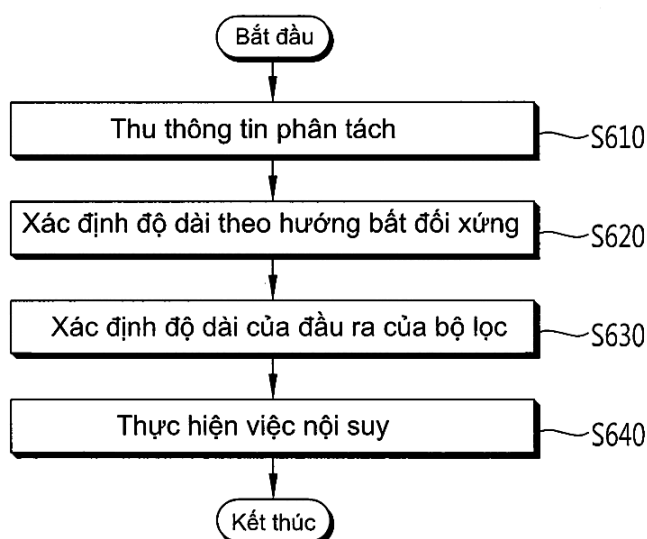 Bắt đầu
Thu thông tin phân tách
S610
Xác định độ dài theo hướng bất đối xứng
S620
Xác định độ dài của đầu ra của bộ lọc
S630
Thực hiện việc nội suy
S640
Kết thúc